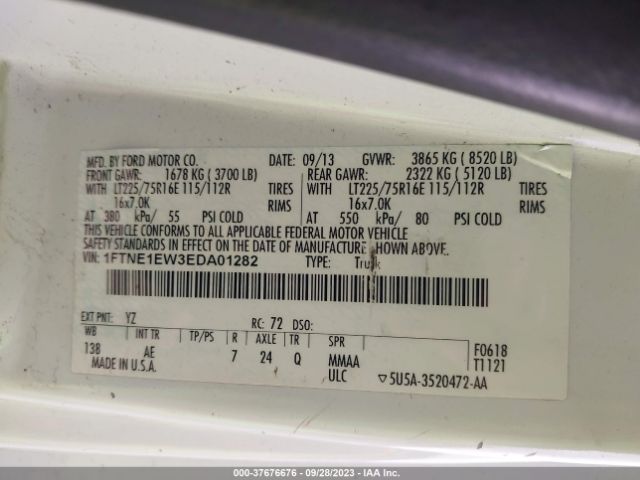 MFD. BY FORD MOTOR CO. DATE: 09/13 GVWR: 3865 KG ( 8520 LB)
FRONT GAWR: 1678 KG ( 3700 LB) REAR GAWR: 2322 KG ( 5120 LB)
WITH LT225/75R16E 115/112R TIRES WITH LT225/75R16E 115/112R TIRES
16x7.0K RIMS 16x7.0K RIMS
AT 380 kPa/ 55 PSI COLD AT 550 kPa/ 80 PSI COLD
THIS VEHICLE CONFORMS TO ALL APPLICABLE FEDERAL MOTOR VEHICLE
SAFETY STANDARDS IN EFFECT ON THE DATE OF MANUFACTURE HOWN ABOVE.
VIN: 1FTNE1EW3EDA01282 TYPE: Truck
EXT PNT: YZ RC: 72 DSO:
WB INT TR TP/PS R AXLE TR SPR F0618
138 AE 7 24 Q MMAA T1121
MADE IN U.S.A. ULC ▽5U5A-3520472-AA
000-37676676 - 09/28/2023 - IAA Inc.